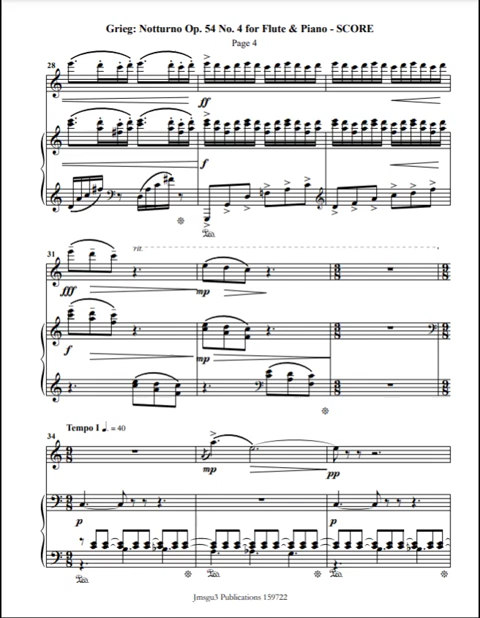 Grieg: Notturno Op. 54 No. 4 for Flute & Piano - SCORE
Page 4
28
ff
f
31
rit.
fff
mp
f
mp
Tempo I ♩. = 40
34
mp
pp
p
p
Jmsgu3 Publications 159722